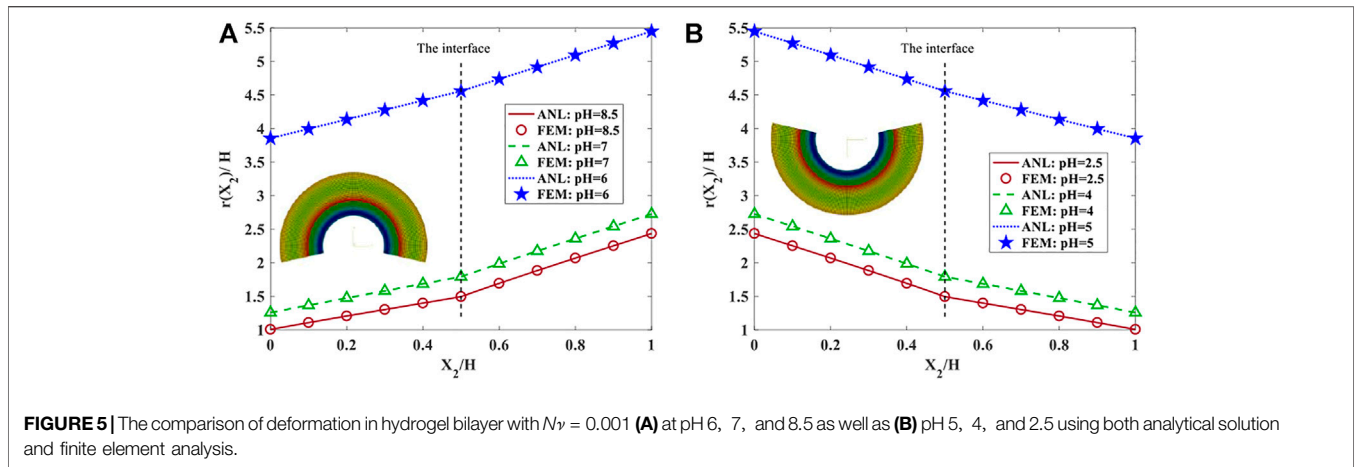 A
5.5
5
4.5
4
3.5
3
2.5
2
1.5
1
r(X2)/ H
The interface
ANL: pH=8.5
FEM: pH=8.5
ANL: pH=7
FEM: pH=7
ANL: pH=6
FEM: pH=6
0 0.2 0.4 0.6 0.8 1
X2/H
B
5.5
5
4.5
4
3.5
3
2.5
2
1.5
1
r(X2)/ H
The interface
ANL: pH=2.5
FEM: pH=2.5
ANL: pH=4
FEM: pH=4
ANL: pH=5
FEM: pH=5
0 0.2 0.4 0.6 0.8 1
X2/H
FIGURE 5 | The comparison of deformation in hydrogel bilayer with Nν = 0.001 (A) at pH 6, 7, and 8.5 as well as (B) pH 5, 4, and 2.5 using both analytical solution
and finite element analysis.